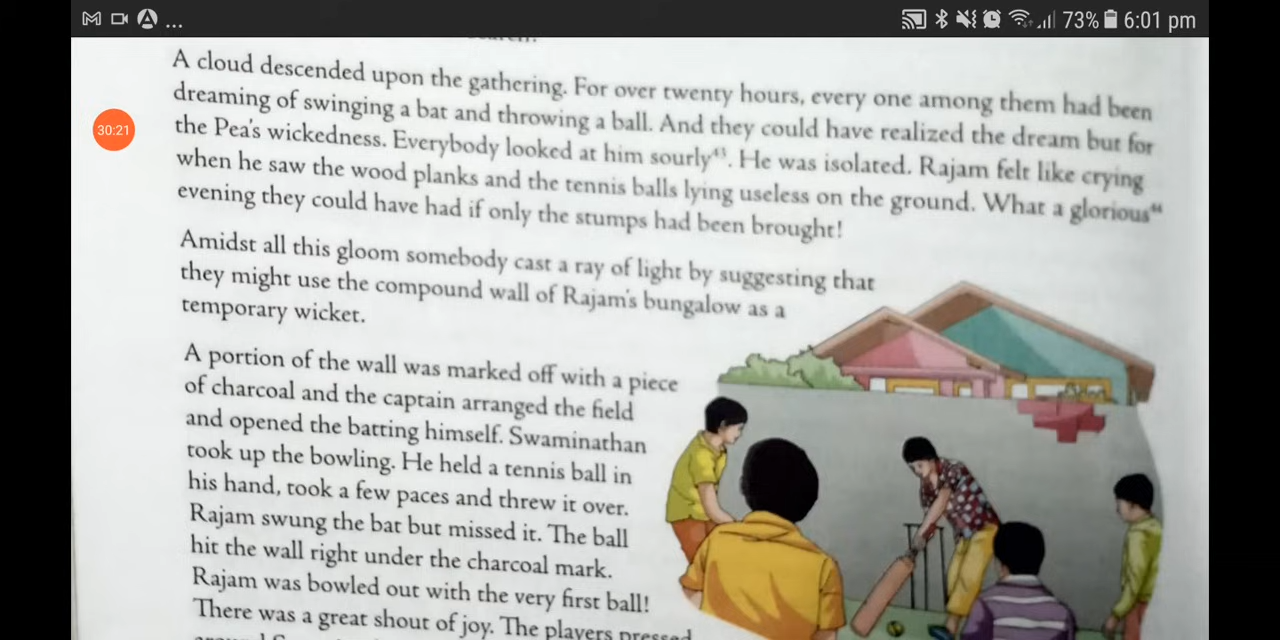 73% 6:01 pm
30:21
A cloud descended upon the gathering. For over twenty hours, every one among them had been
dreaming of swinging a bat and throwing a ball. And they could have realized the dream but for
the Pea's wickedness. Everybody looked at him sourly⁴³. He was isolated. Rajam felt like crying
when he saw the wood planks and the tennis balls lying useless on the ground. What a glorious⁴⁴
evening they could have had if only the stumps had been brought!
Amidst all this gloom somebody cast a ray of light by suggesting that
they might use the compound wall of Rajam's bungalow as a
temporary wicket.
A portion of the wall was marked off with a piece
of charcoal and the captain arranged the field
and opened the batting himself. Swaminathan
took up the bowling. He held a tennis ball in
his hand, took a few paces and threw it over.
Rajam swung the bat but missed it. The ball
hit the wall right under the charcoal mark.
Rajam was bowled out with the very first ball!
There was a great shout of joy. The players pressed